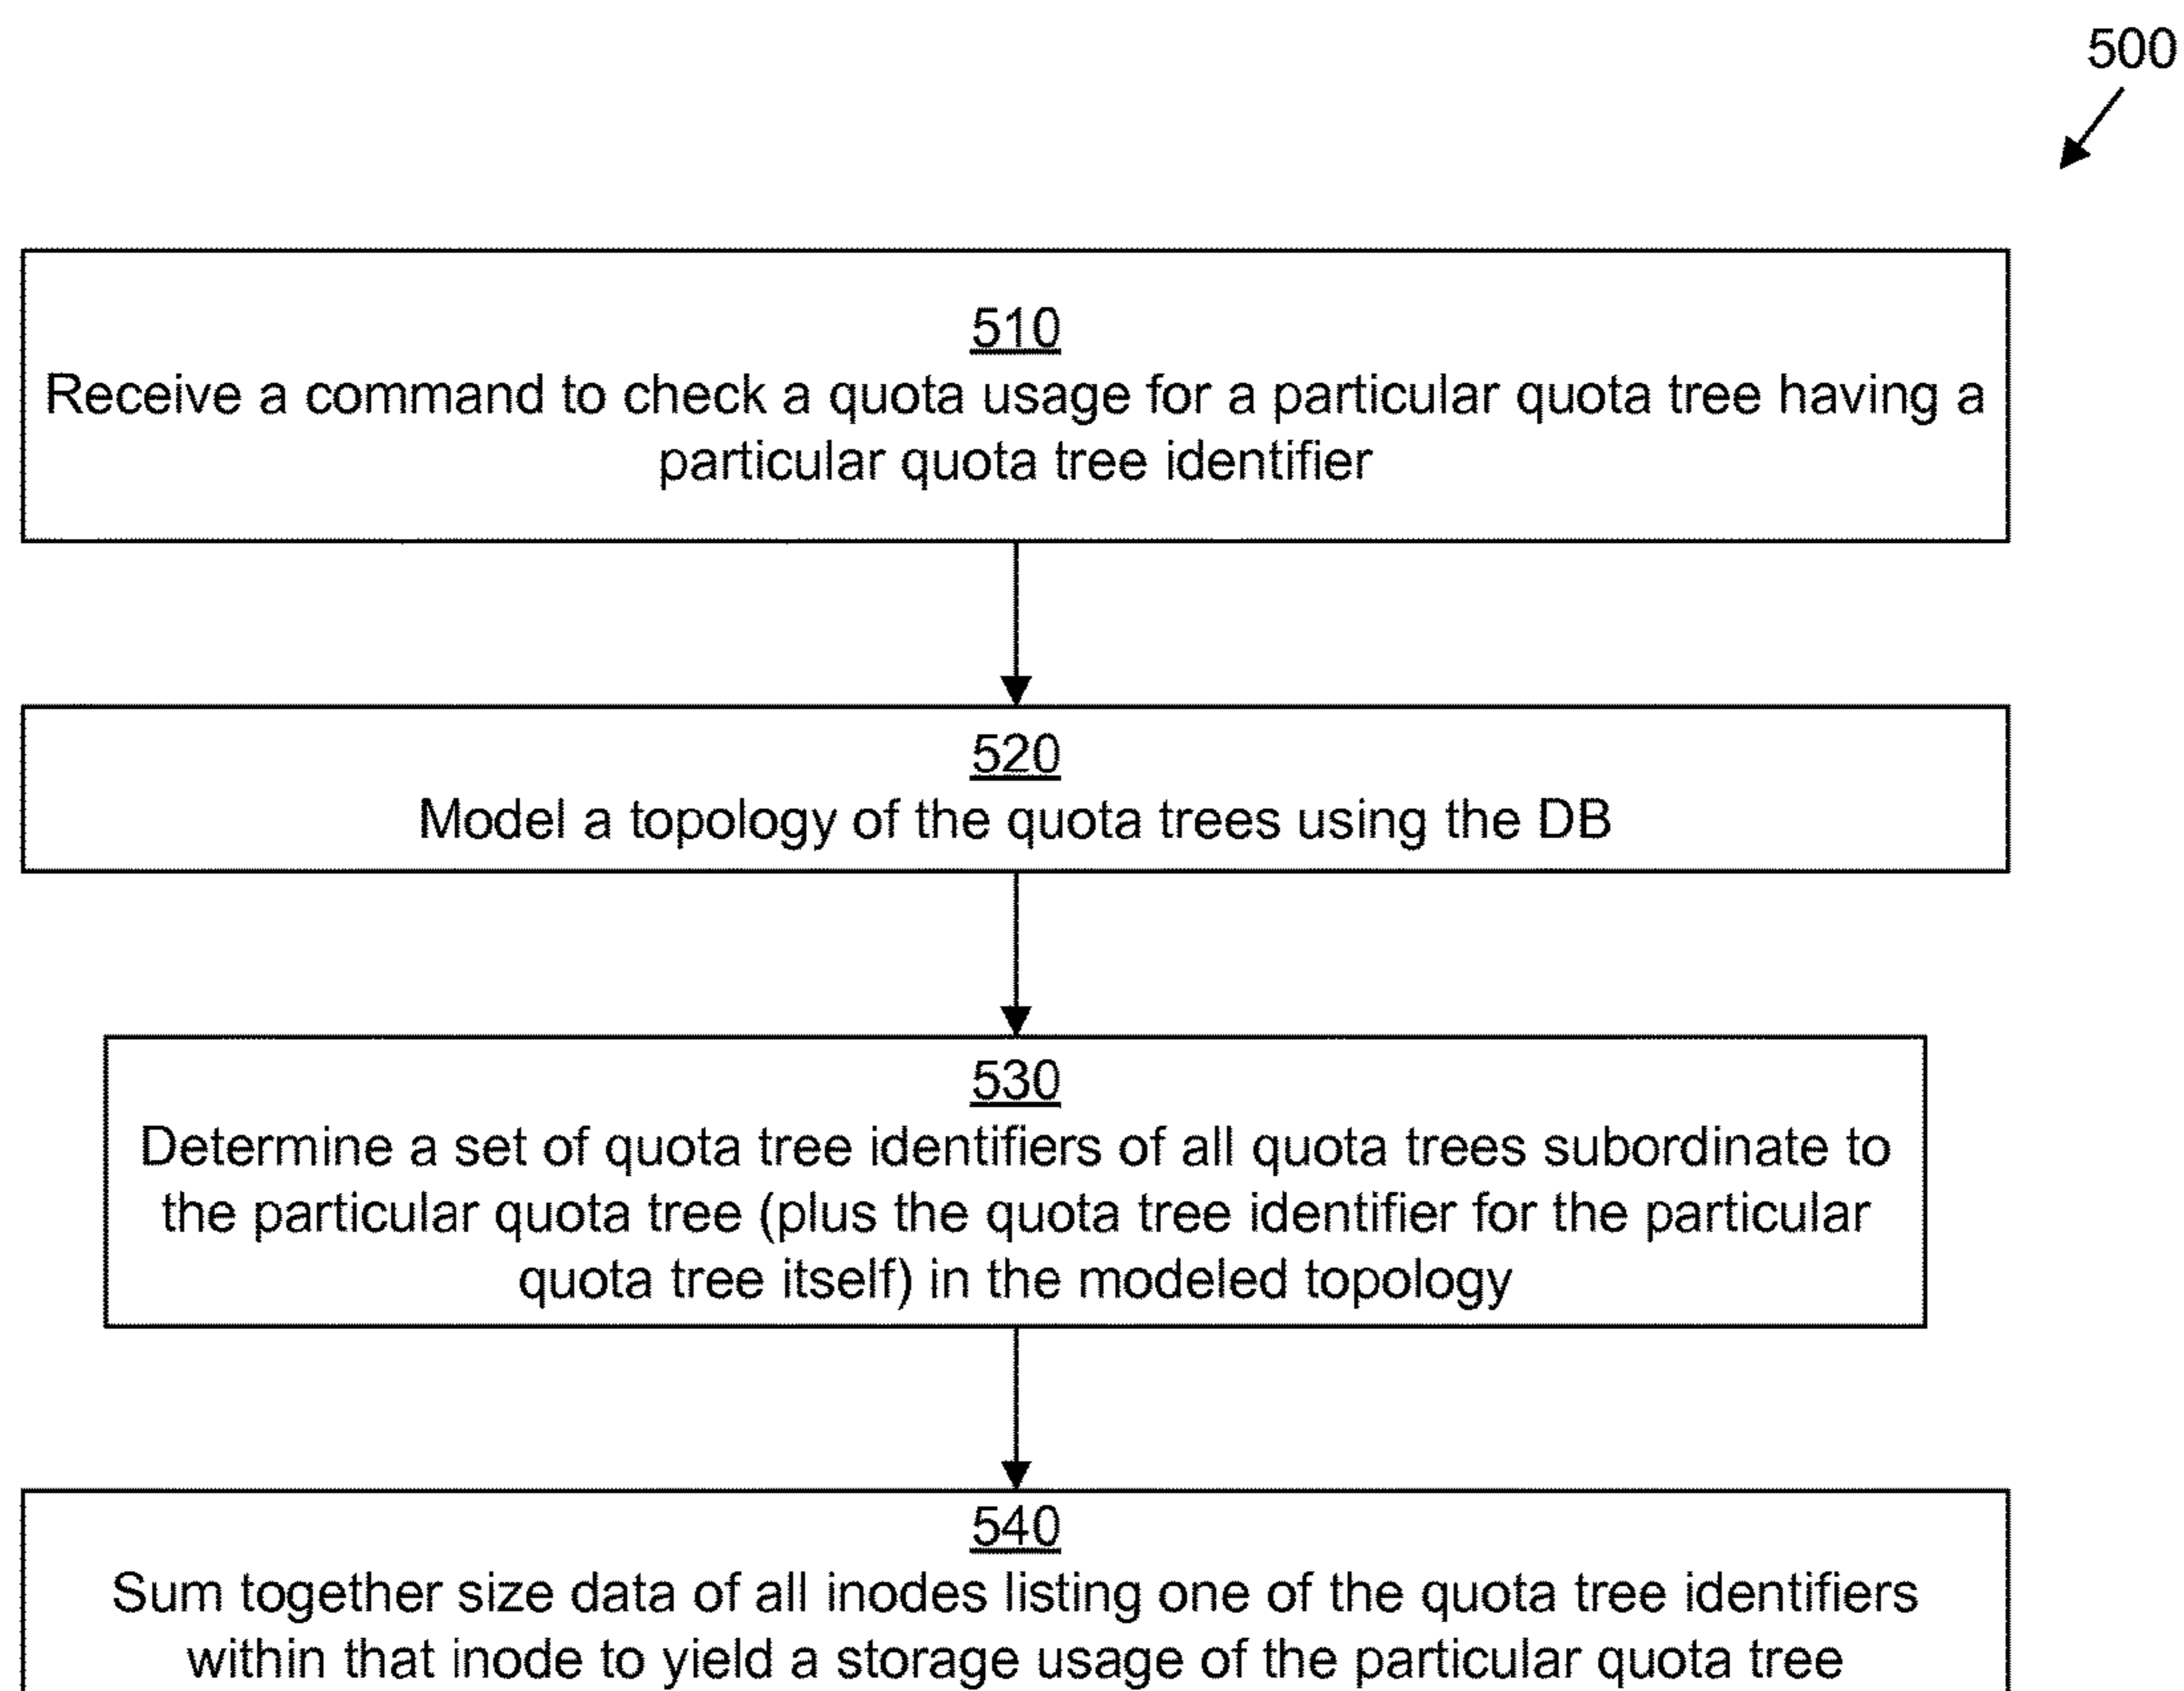 500
510
Receive a command to check a quota usage for a particular quota tree having a
particular quota tree identifier
520
Model a topology of the quota trees using the DB
530
Determine a set of quota tree identifiers of all quota trees subordinate to
the particular quota tree (plus the quota tree identifier for the particular
quota tree itself) in the modeled topology
540
Sum together size data of all inodes listing one of the quota tree identifiers
within that inode to yield a storage usage of the particular quota tree